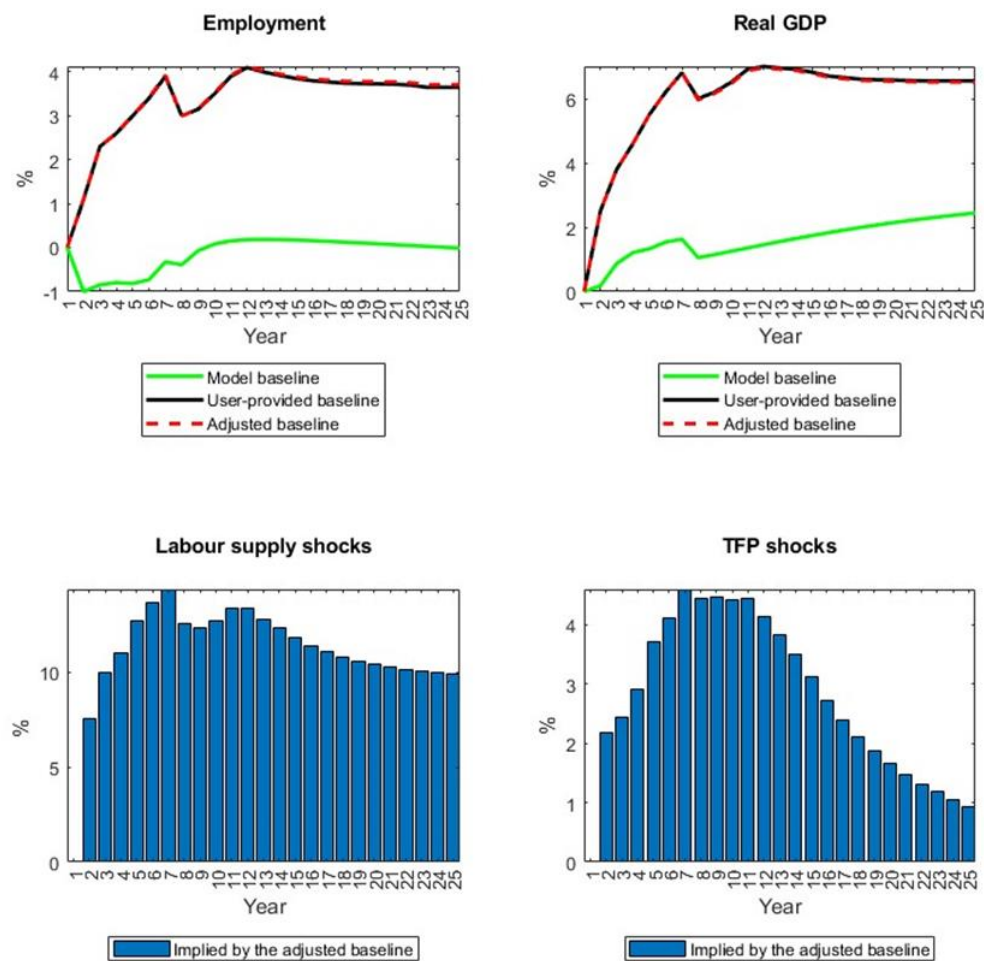 Employment
4
3
2
1
0
-1
%
1 2 3 4 5 6 7 8 9 10 11 12 13 14 15 16 17 18 19 20 21 22 23 24 25
Year
Model baseline
User-provided baseline
Adjusted baseline
Real GDP
6
4
2
0
%
1 2 3 4 5 6 7 8 9 10 11 12 13 14 15 16 17 18 19 20 21 22 23 24 25
Year
Model baseline
User-provided baseline
Adjusted baseline
Labour supply shocks
10
5
0
%
1 2 3 4 5 6 7 8 9 10 11 12 13 14 15 16 17 18 19 20 21 22 23 24 25
Year
Implied by the adjusted baseline
TFP shocks
4
3
2
1
0
%
1 2 3 4 5 6 7 8 9 10 11 12 13 14 15 16 17 18 19 20 21 22 23 24 25
Year
Implied by the adjusted baseline